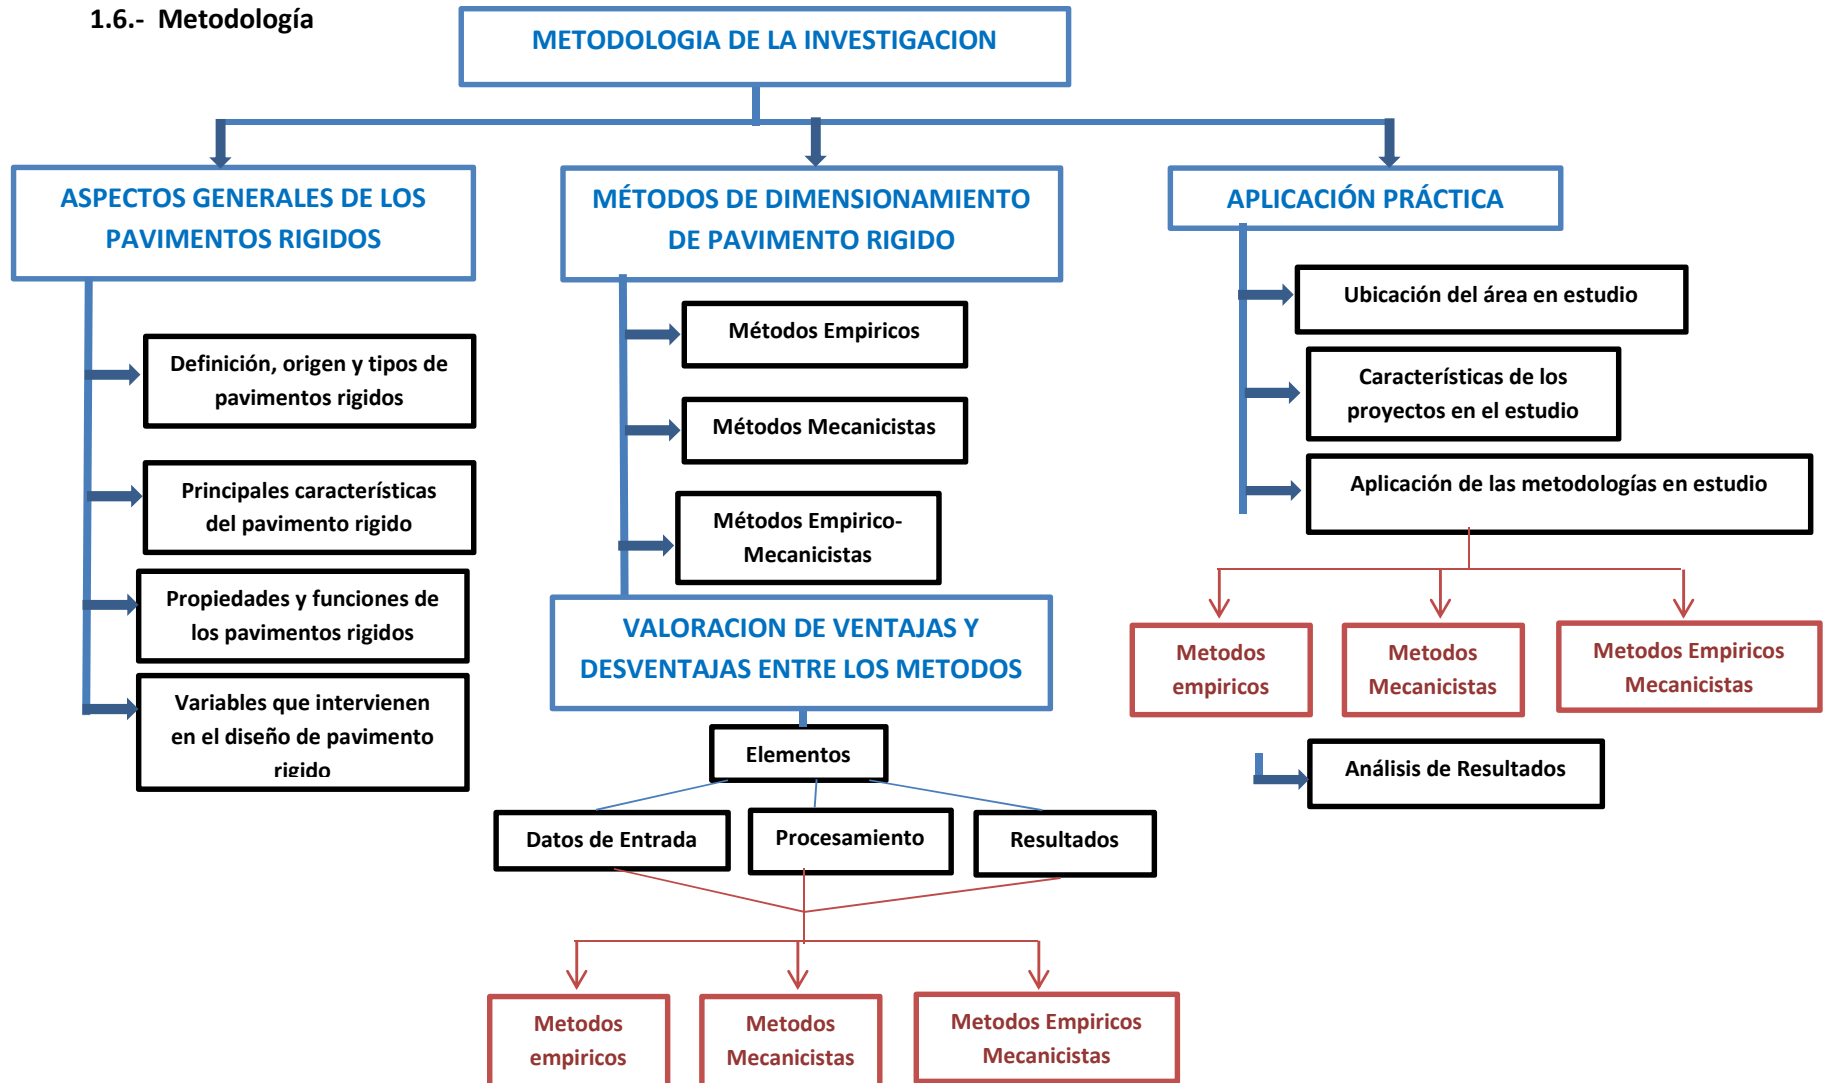 1.6.- Metodología
METODOLOGIA DE LA INVESTIGACION
ASPECTOS GENERALES DE LOS
PAVIMENTOS RIGIDOS
Definición, origen y tipos de
pavimentos rigidos
Principales características
del pavimento rigido
Propiedades y funciones de
los pavimentos rigidos
Variables que intervienen
en el diseño de pavimento
rigido
MÉTODOS DE DIMENSIONAMIENTO
DE PAVIMENTO RIGIDO
Métodos Empiricos
Métodos Mecanicistas
Métodos Empirico-
Mecanicistas
VALORACION DE VENTAJAS Y
DESVENTAJAS ENTRE LOS METODOS
Elementos
Datos de Entrada
Procesamiento
Resultados
Metodos
empiricos
Metodos
Mecanicistas
Metodos Empiricos
Mecanicistas
APLICACIÓN PRÁCTICA
Ubicación del área en estudio
Características de los
proyectos en el estudio
Aplicación de las metodologías en estudio
Metodos
empiricos
Metodos
Mecanicistas
Metodos Empiricos
Mecanicistas
Análisis de Resultados